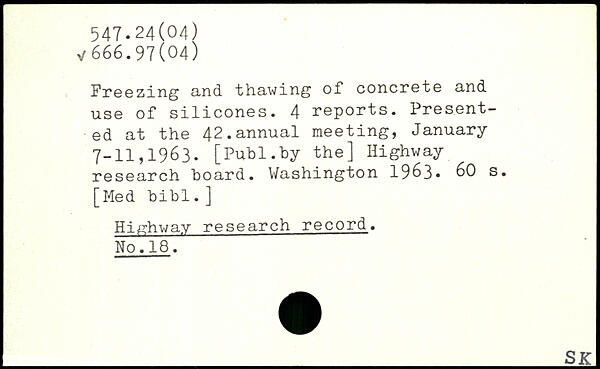 547.24(04)
√666.97(04)
Freezing and thawing of concrete and
use of silicones. 4 reports. Present-
ed at the 42.annual meeting, January
7-11,1963. [Publ.by the] Highway
research board. Washington 1963. 60 s.
[Med bibl.]
Highway research record.
No.18.
SK